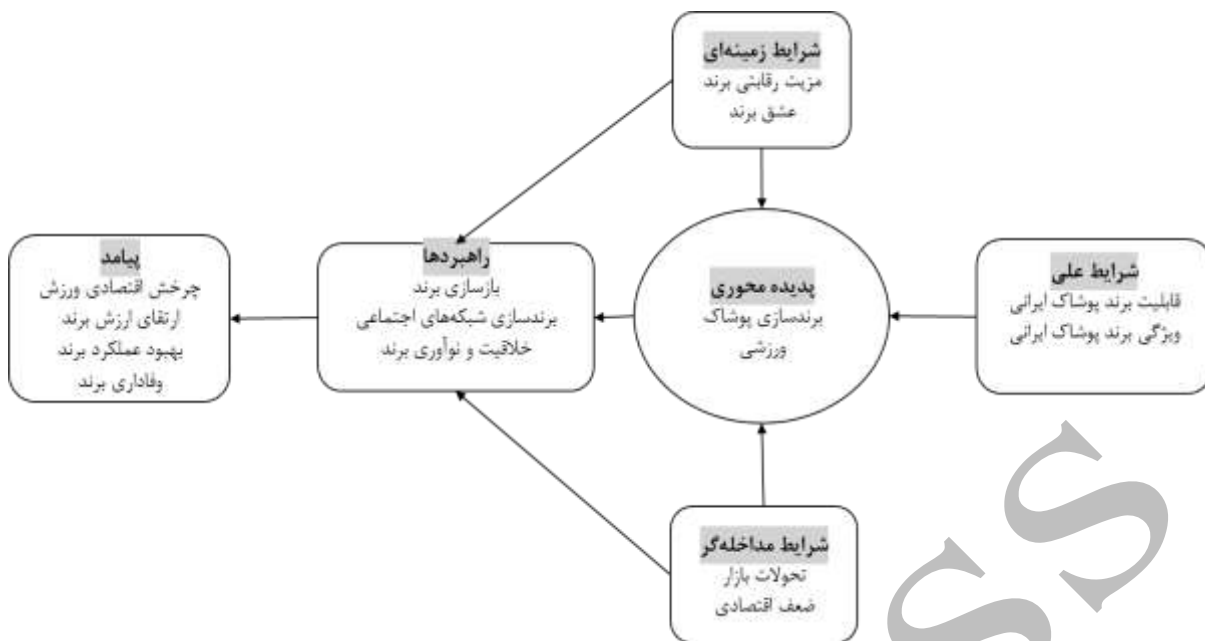 شرایط زمینه‌ای
مزیت رقابتی برند
عشق برند
شرایط علی
قابلیت برند پوشاک ایرانی
ویژگی برند پوشاک ایرانی
پدیده محوری
برندسازی پوشاک
ورزشی
راهبردها
بازسازی برند
برندسازی شبکه‌های اجتماعی
خلاقیت و نوآوری برند
پیامد
چرخش اقتصادی ورزش
ارتقای ارزش برند
بهبود عملکرد برند
وفاداری برند
شرایط مداخله‌گر
تحولات بازار
ضعف اقتصادی
SS